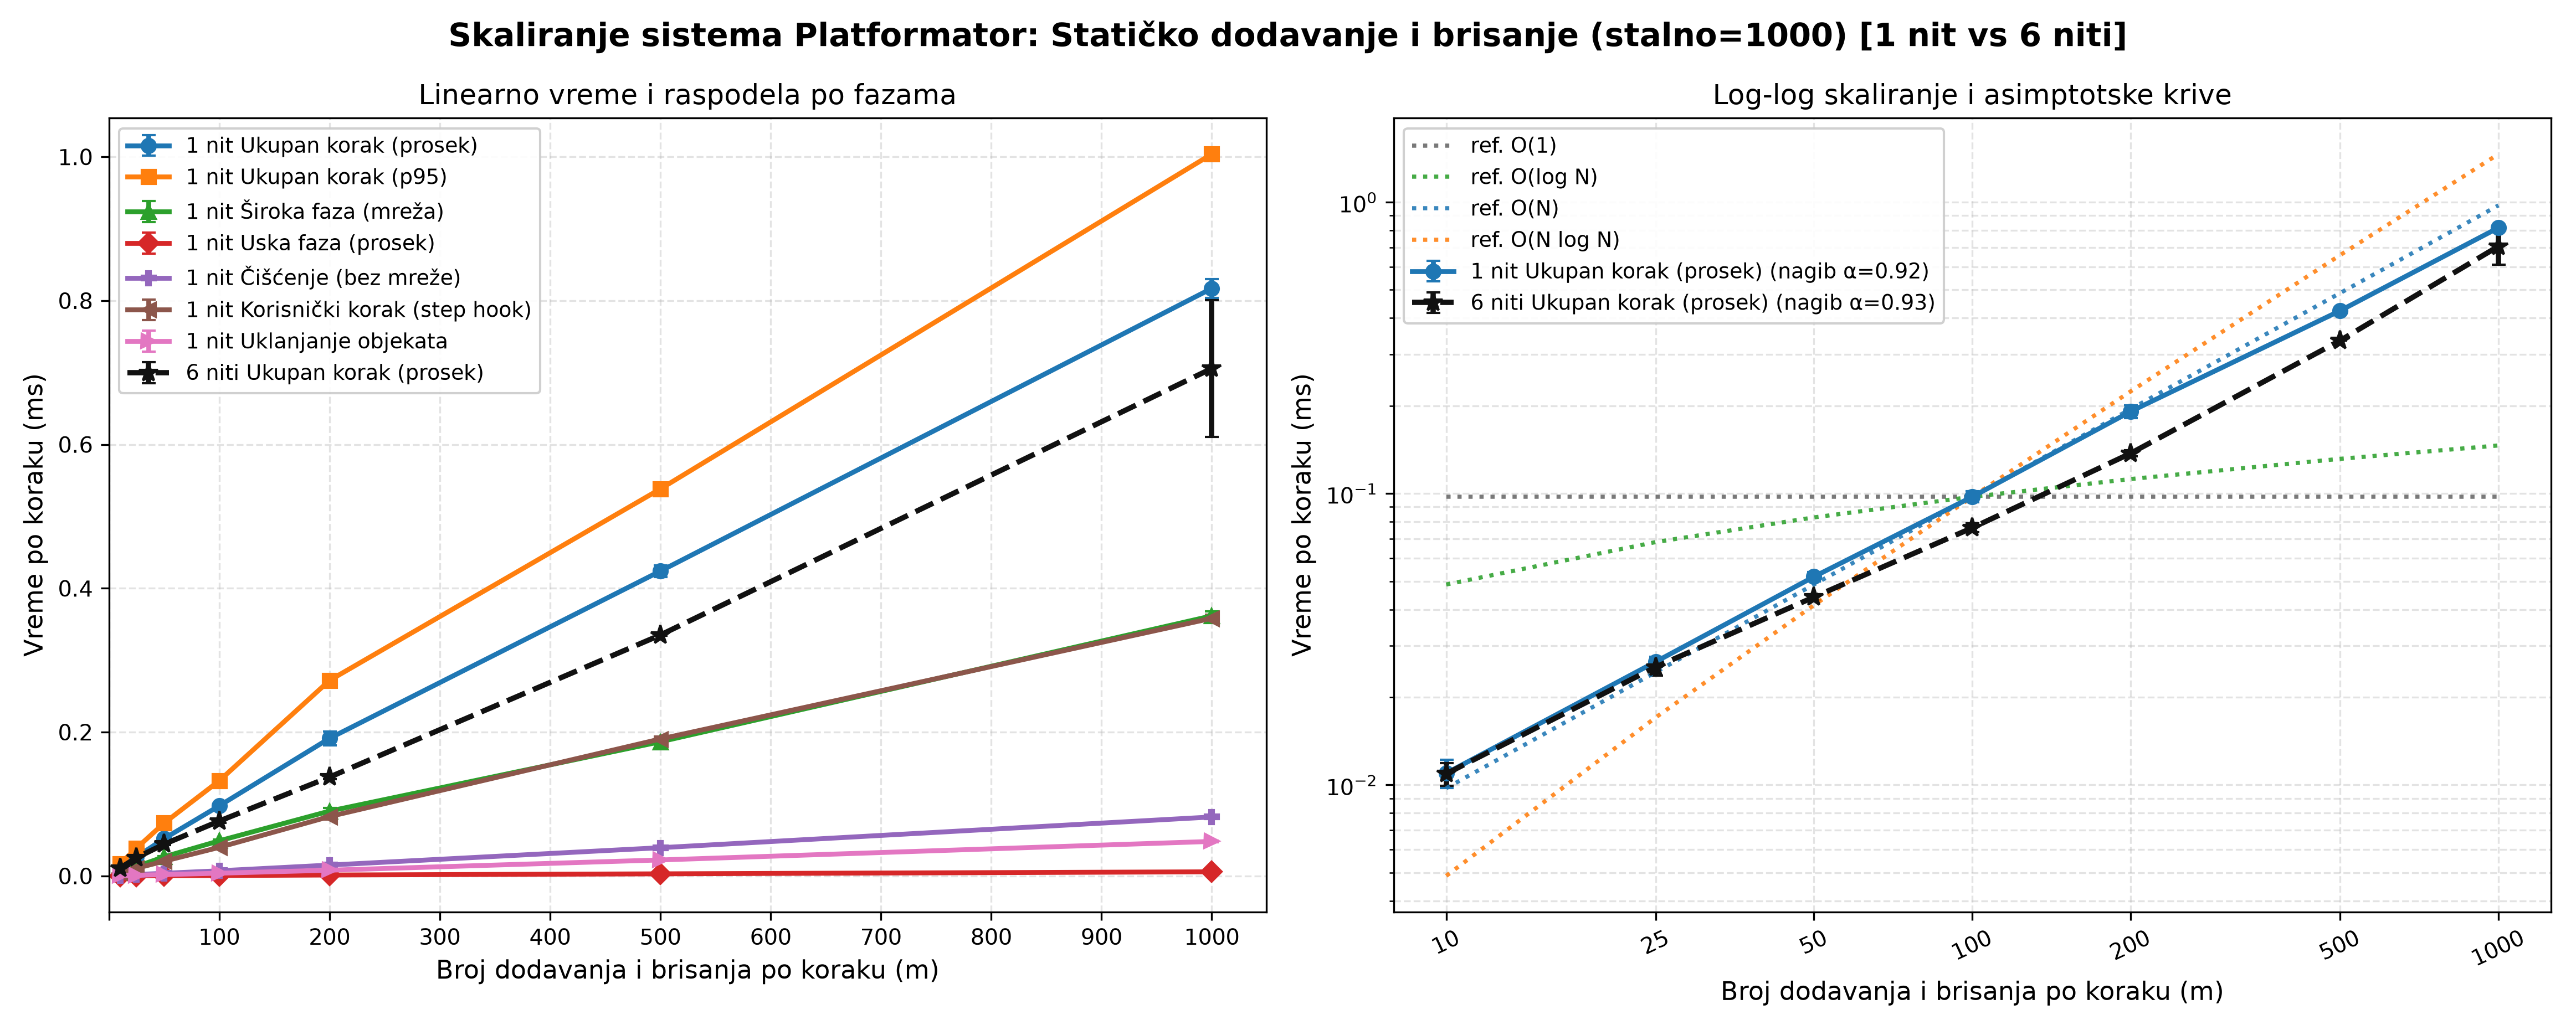 Skaliranje sistema Platformator: Statičko dodavanje i brisanje (stalno=1000) [1 nit vs 6 niti]
Linearno vreme i raspodela po fazama
1 nit Ukupan korak (prosek)
1 nit Ukupan korak (p95)
1 nit Široka faza (mreža)
1 nit Uska faza (prosek)
1 nit Čišćenje (bez mreže)
1 nit Korisnički korak (step hook)
1 nit Uklanjanje objekata
6 niti Ukupan korak (prosek)
Vreme po koraku (ms)
1.0
0.8
0.6
0.4
0.2
0.0
100 200 300 400 500 600 700 800 900 1000
Broj dodavanja i brisanja po koraku (m)
Log-log skaliranje i asimptotske krive
ref. O(1)
ref. O(log N)
ref. O(N)
ref. O(N log N)
1 nit Ukupan korak (prosek) (nagib α=0.92)
6 niti Ukupan korak (prosek) (nagib α=0.93)
Vreme po koraku (ms)
10⁰
10⁻¹
10⁻²
10 25 50 100 200 500 1000
Broj dodavanja i brisanja po koraku (m)